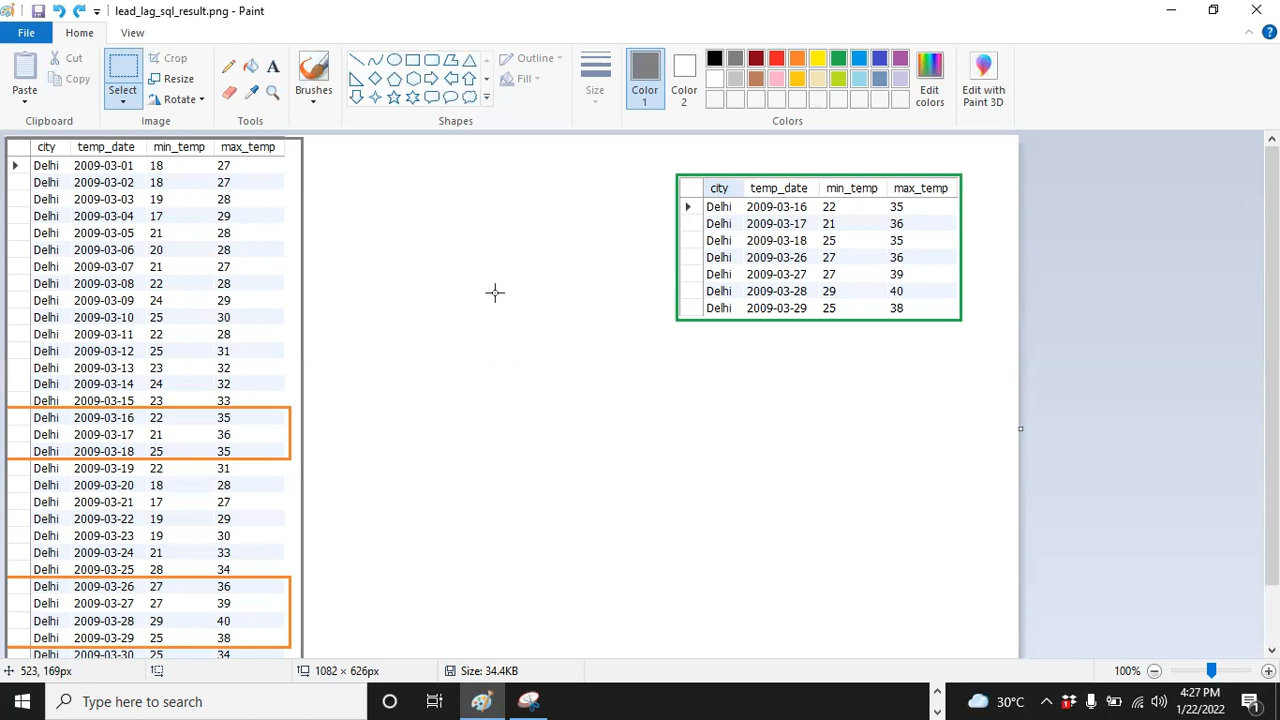 lead_lag_sql_result.png - Paint
File Home View
Paste
Cut
Copy
Clipboard
Select
Crop
Resize
Rotate
Image
Tools
Brushes
Shapes
Outline
Fill
Size
Color 1
Color 2
Edit colors
Colors
Edit with Paint 3D
city temp_date min_temp max_temp
Delhi 2009-03-01 18 27
Delhi 2009-03-02 18 27
Delhi 2009-03-03 19 28
Delhi 2009-03-04 17 29
Delhi 2009-03-05 21 28
Delhi 2009-03-06 20 28
Delhi 2009-03-07 21 27
Delhi 2009-03-08 22 28
Delhi 2009-03-09 24 29
Delhi 2009-03-10 25 30
Delhi 2009-03-11 22 28
Delhi 2009-03-12 25 31
Delhi 2009-03-13 23 32
Delhi 2009-03-14 24 32
Delhi 2009-03-15 23 33
Delhi 2009-03-16 22 35
Delhi 2009-03-17 21 36
Delhi 2009-03-18 25 35
Delhi 2009-03-19 22 31
Delhi 2009-03-20 18 28
Delhi 2009-03-21 17 27
Delhi 2009-03-22 19 29
Delhi 2009-03-23 19 30
Delhi 2009-03-24 21 33
Delhi 2009-03-25 28 34
Delhi 2009-03-26 27 36
Delhi 2009-03-27 27 39
Delhi 2009-03-28 29 40
Delhi 2009-03-29 25 38
Delhi 2009-03-30 25 34
city temp_date min_temp max_temp
Delhi 2009-03-16 22 35
Delhi 2009-03-17 21 36
Delhi 2009-03-18 25 35
Delhi 2009-03-26 27 36
Delhi 2009-03-27 27 39
Delhi 2009-03-28 29 40
Delhi 2009-03-29 25 38
523, 169px 1082 × 626px Size: 34.4KB 100%
Type here to search 30°C 4:27 PM
1/22/2022